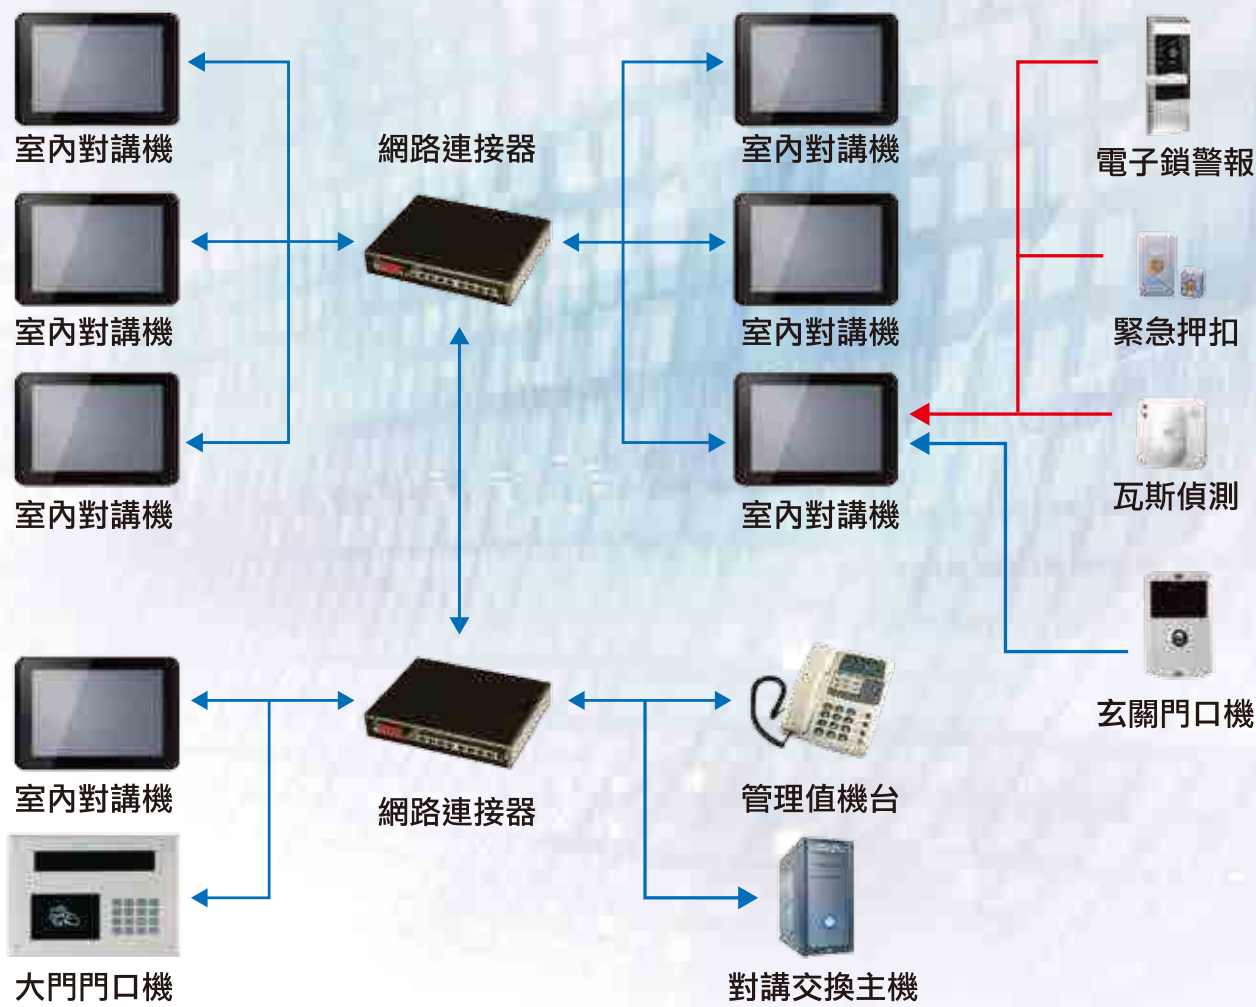 室內對講機
網路連接器
室內對講機
電子鎖警報
室內對講機
室內對講機
緊急押扣
室內對講機
室內對講機
瓦斯偵測
玄關門口機
室內對講機
網路連接器
管理值機台
大門門口機
對講交換主機